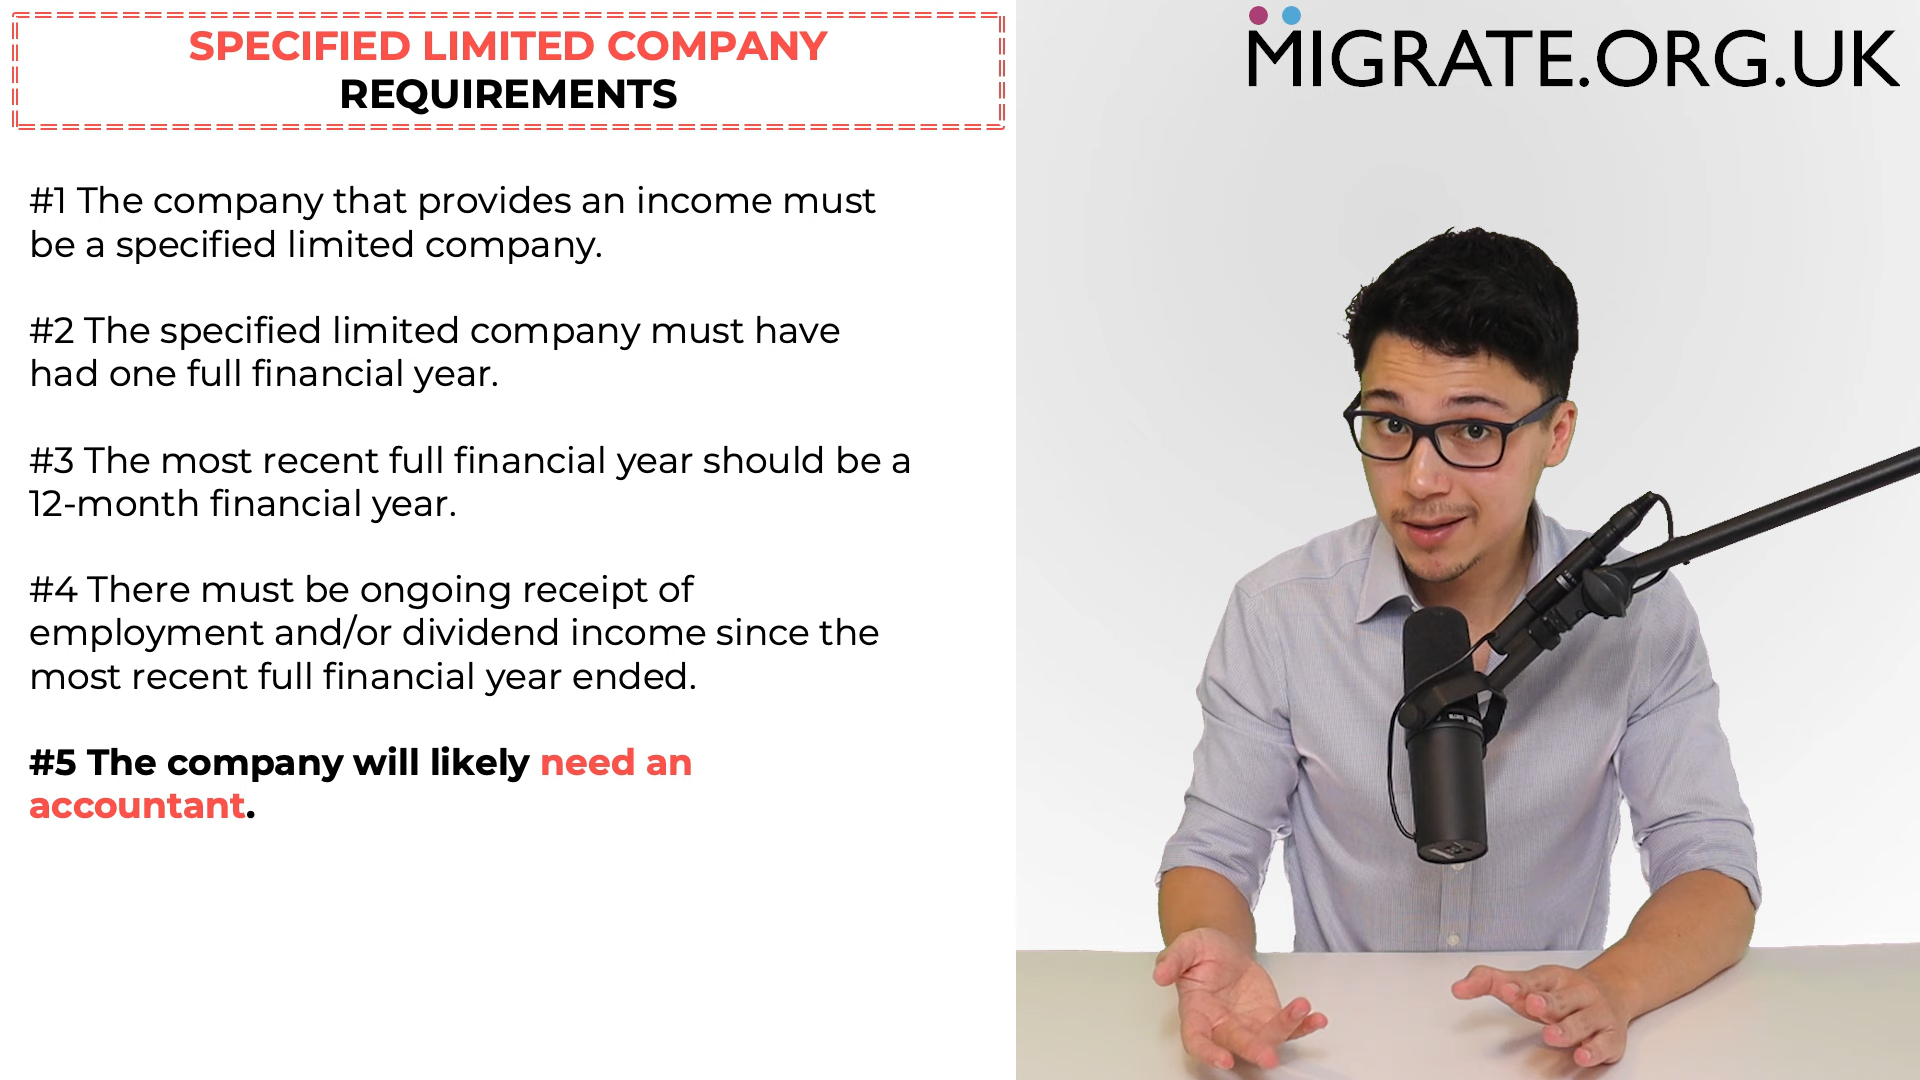 SPECIFIED LIMITED COMPANY
REQUIREMENTS
MIGRATE.ORG.UK
#1 The company that provides an income must
be a specified limited company.
#2 The specified limited company must have
had one full financial year.
#3 The most recent full financial year should be a
12-month financial year.
#4 There must be ongoing receipt of
employment and/or dividend income since the
most recent full financial year ended.
#5 The company will likely need an
accountant.